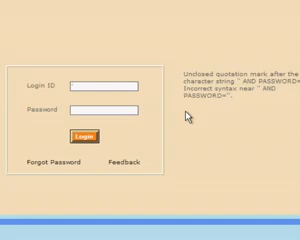 Unclosed quotation mark after the
character string '' AND PASSWORD=
Login ID '
Incorrect syntax near '' AND
PASSWORD=''.
Password
Login
Forgot Password Feedback